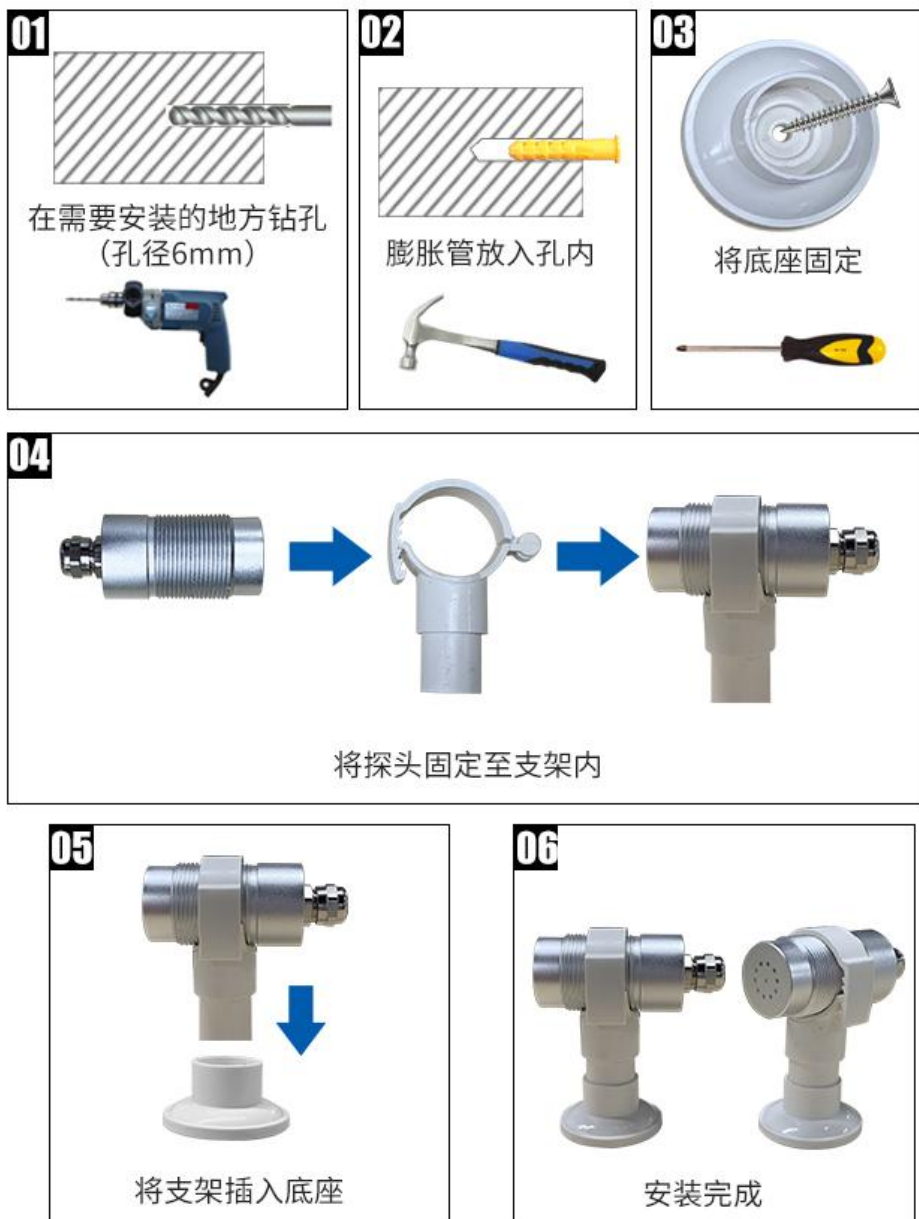 01
在需要安装的地方钻孔
（孔径6mm）
02
膨胀管放入孔内
03
将底座固定
04
将探头固定至支架内
05
将支架插入底座
06
安装完成